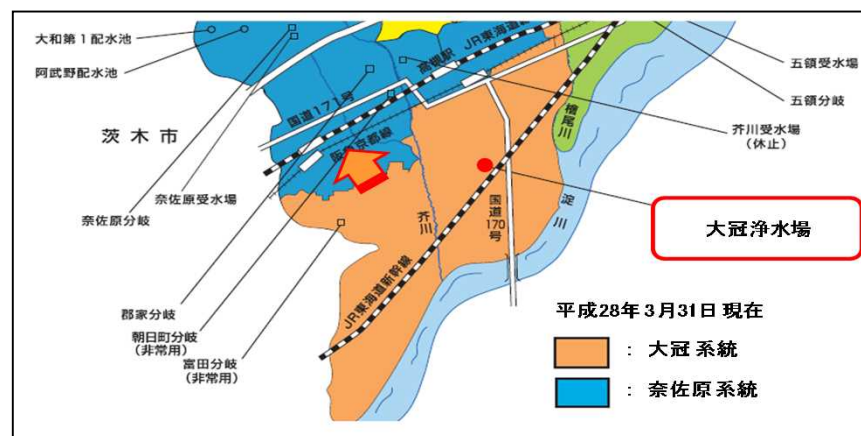 大和第1配水池
阿武野配水池
茨木市
奈佐原受水場
奈佐原分岐
郡家分岐
朝日町分岐
(非常用)
富田分岐
(非常用)
国道171号
阪急京都線
高槻駅
JR東海道線
芥川
JR東海道新幹線
国道170号
淀川
檜尾川
五領受水場
五領分岐
芥川受水場
(休止)
大冠浄水場
平成28年3月31日 現在
: 大冠系統
: 奈佐原系統